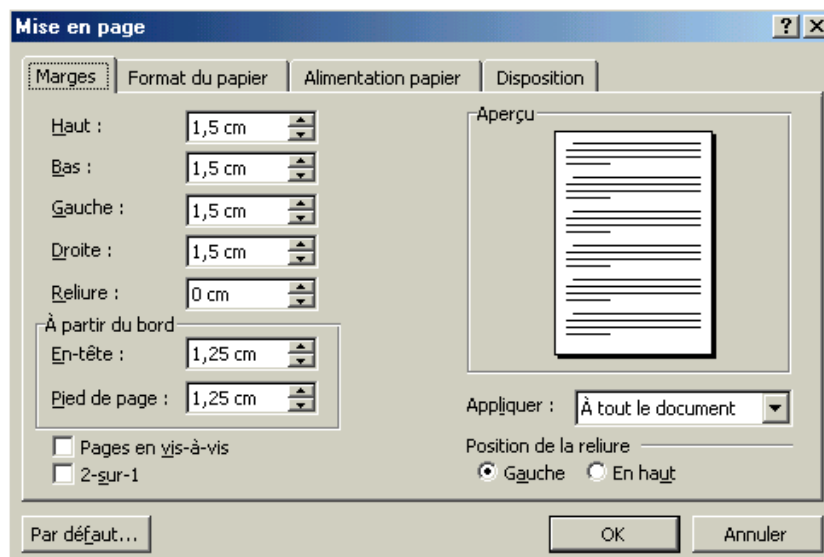 Mise en page
Marges Format du papier Alimentation papier Disposition
Haut : 1,5 cm
Bas : 1,5 cm
Gauche : 1,5 cm
Droite : 1,5 cm
Reliure : 0 cm
À partir du bord
En-tête : 1,25 cm
Pied de page : 1,25 cm
Pages en vis-à-vis
2-sur-1
Aperçu
Appliquer : À tout le document
Position de la reliure
Gauche En haut
Par défaut... OK Annuler